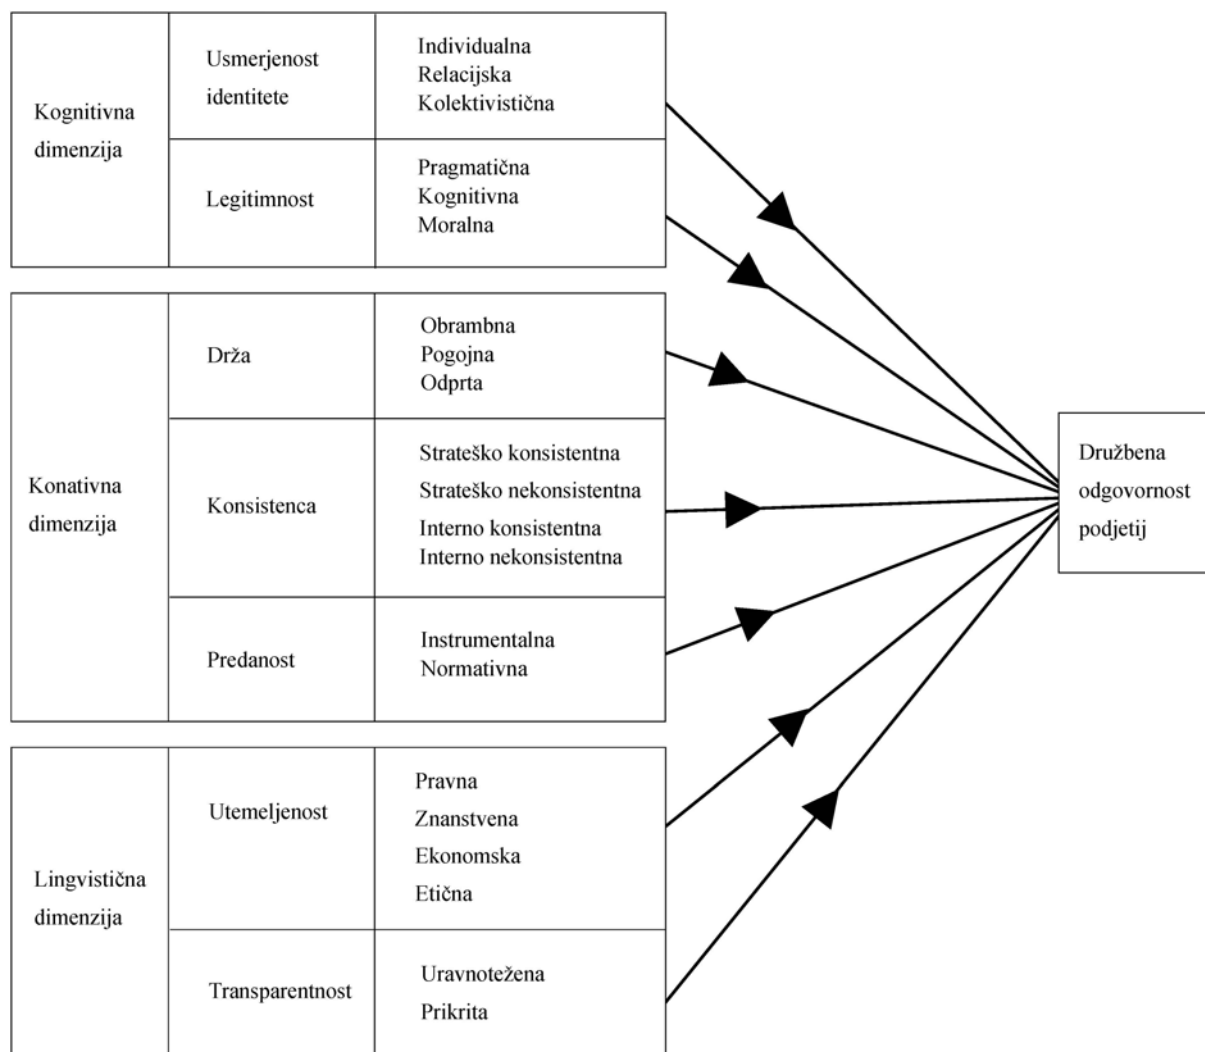 Kognitivna
dimenzija
Usmerjenost
identitete
Individualna
Relacijska
Kolektivistična
Legitimnost
Pragmatična
Kognitivna
Moralna
Konativna
dimenzija
Drža
Obrambna
Pogojna
Odprta
Konsistenca
Strateško konsistentna
Strateško nekonsistentna
Interno konsistentna
Interno nekonsistentna
Predanost
Instrumentalna
Normativna
Lingvistična
dimenzija
Utemeljenost
Pravna
Znanstvena
Ekonomska
Etična
Transparentnost
Uravnotežena
Prikrita
Družbena
odgovornost
podjetij